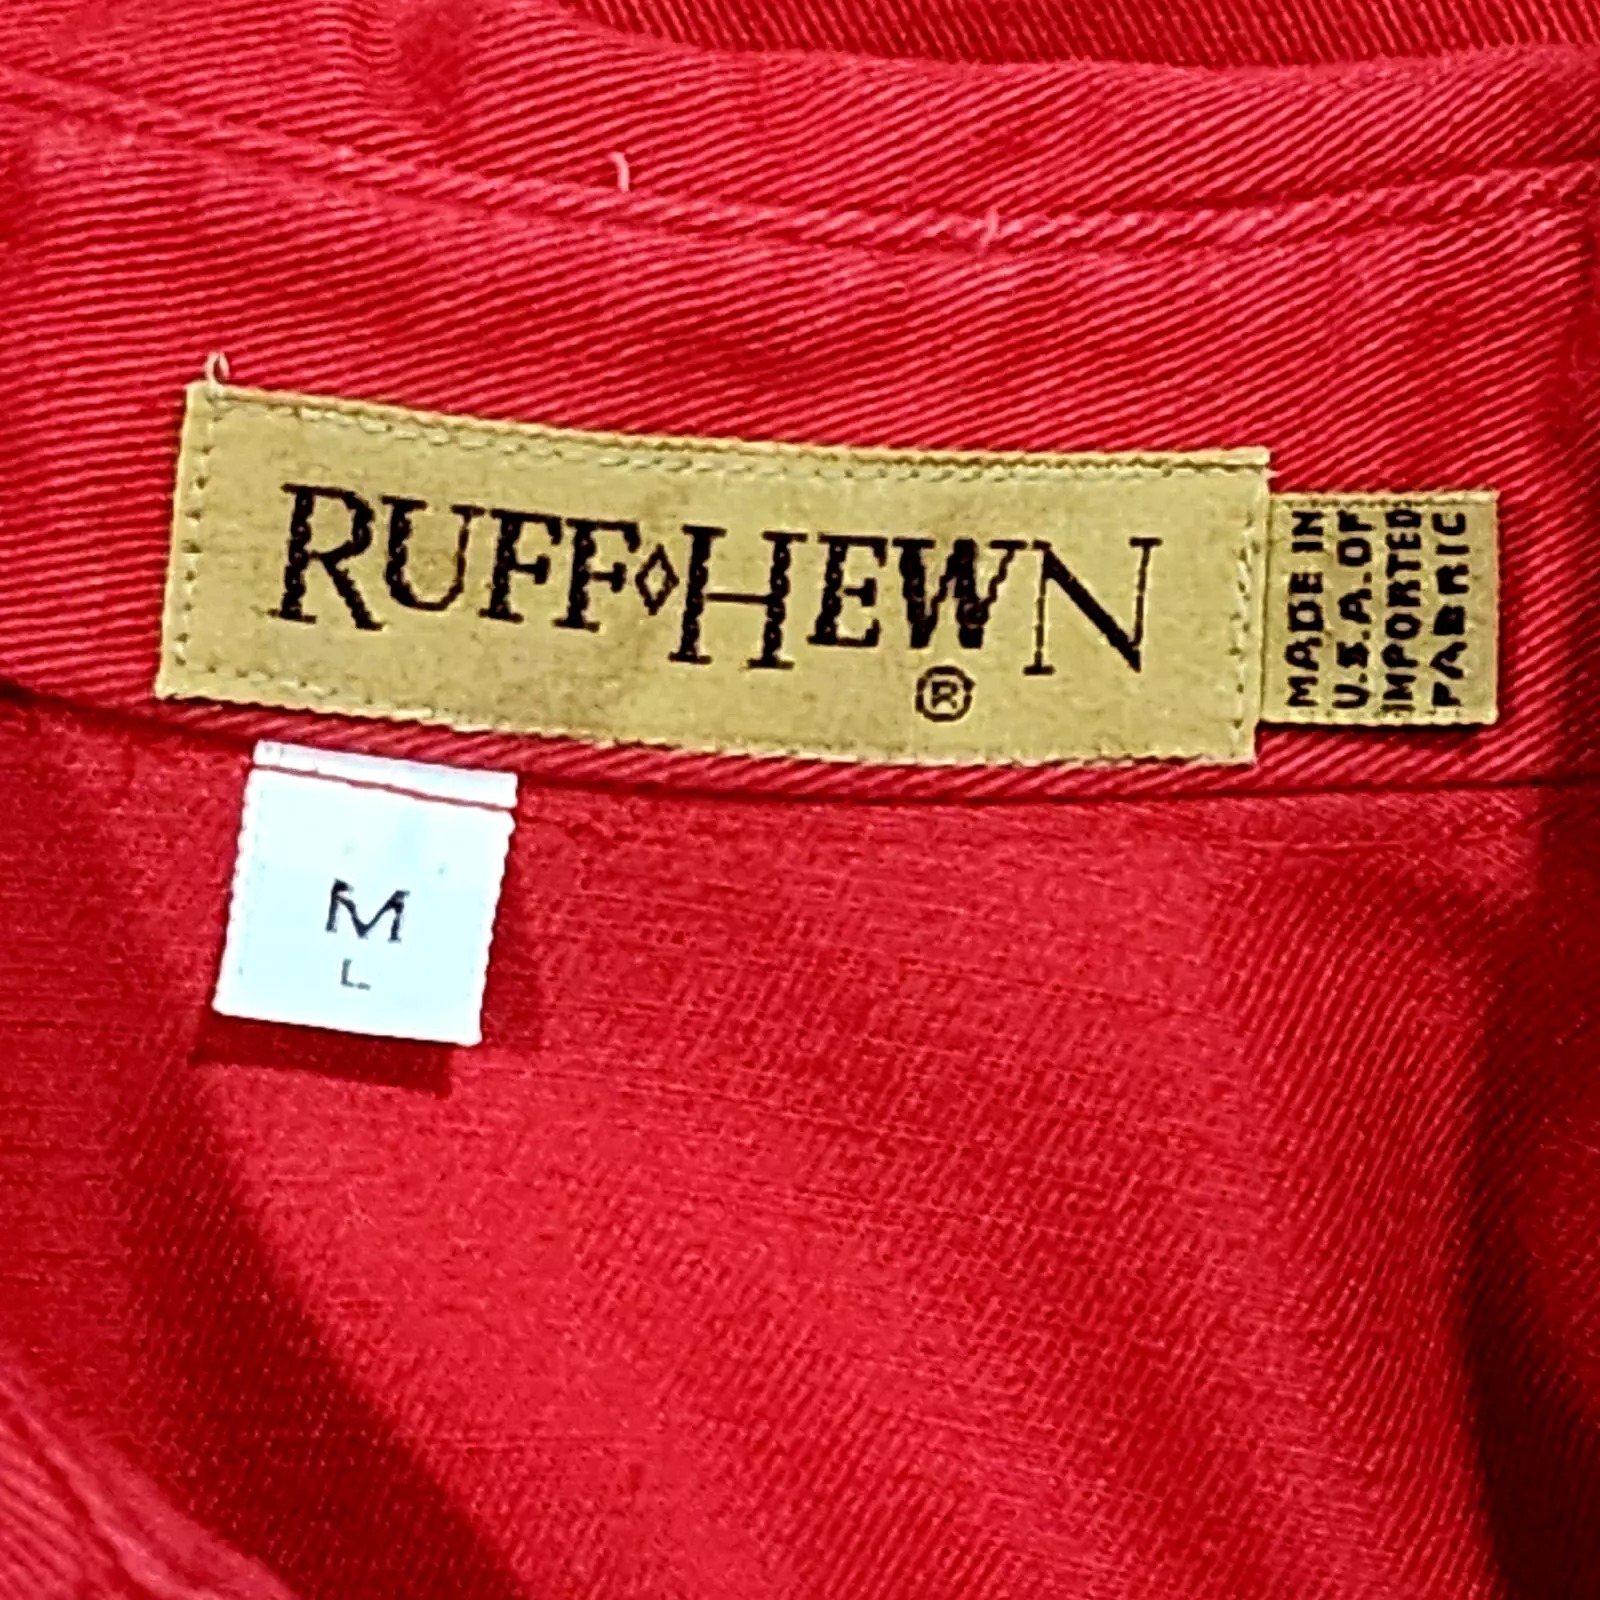 RUFF◊HEWN
®
MADE IN
U.S.A. OF
IMPORTED
FABRIC
M
L